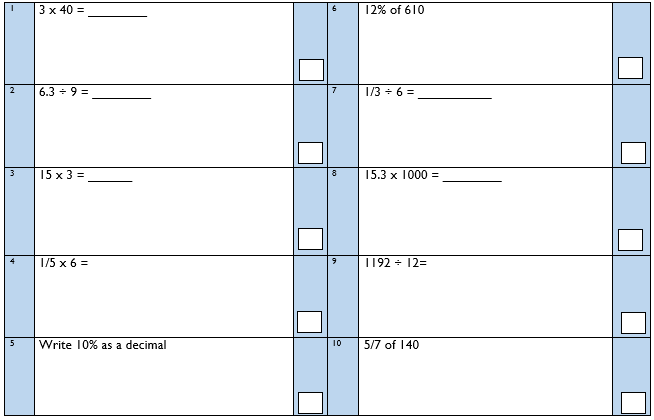 1 3 x 40 = _________
6 12% of 610
2 6.3 ÷ 9 = _________
7 1/3 ÷ 6 = ___________
3 15 x 3 = _______
8 15.3 x 1000 = _________
4 1/5 x 6 =
9 1192 ÷ 12=
5 Write 10% as a decimal
10 5/7 of 140